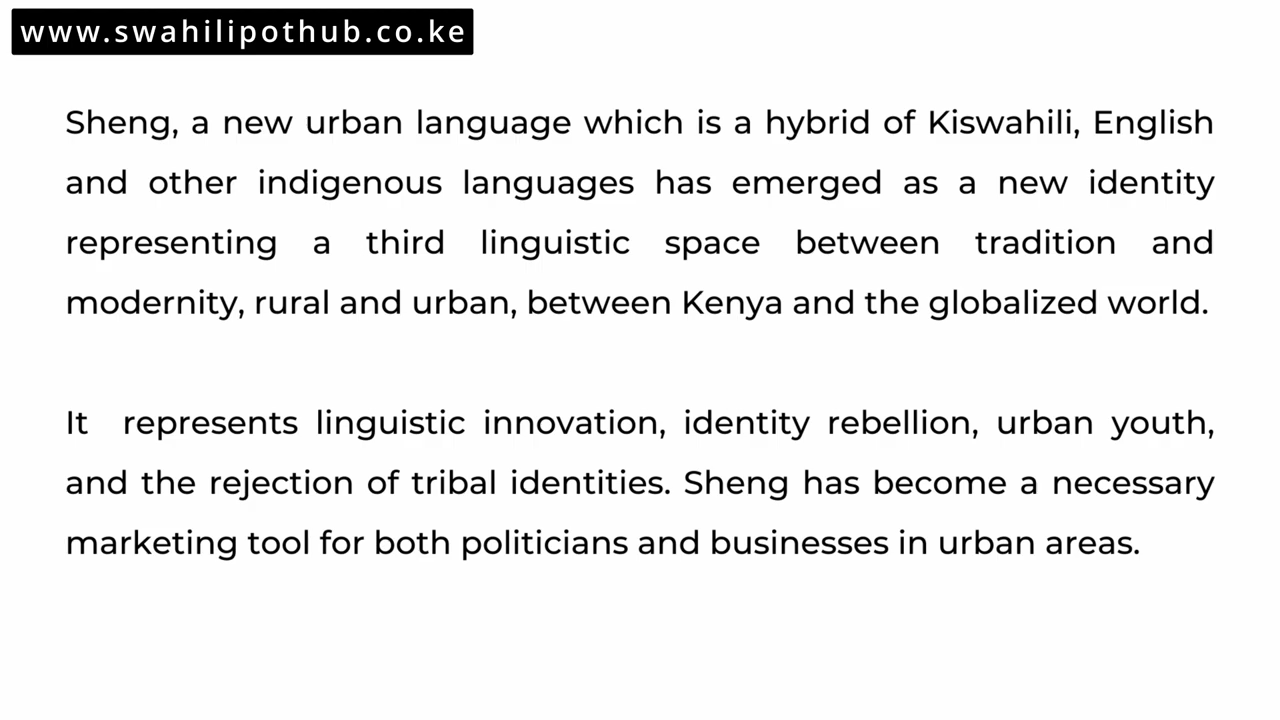 www.swahilipothub.co.ke
Sheng, a new urban language which is a hybrid of Kiswahili, English
and other indigenous languages has emerged as a new identity
representing a third linguistic space between tradition and
modernity, rural and urban, between Kenya and the globalized world.
It represents linguistic innovation, identity rebellion, urban youth,
and the rejection of tribal identities. Sheng has become a necessary
marketing tool for both politicians and businesses in urban areas.